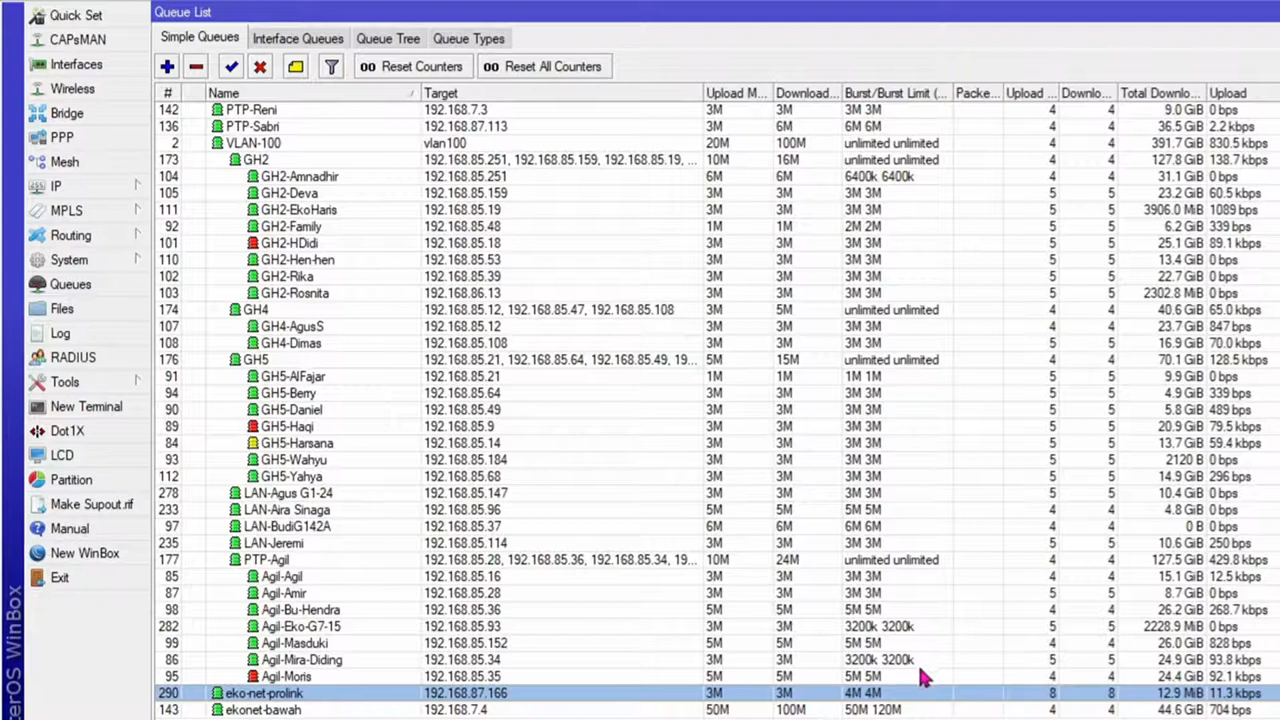 Quick Set
CAPsMAN
Interfaces
Wireless
Bridge
PPP
Mesh
IP
MPLS
Routing
System
Queues
Files
Log
RADIUS
Tools
New Terminal
Dot1X
LCD
Partition
Make Supout.rif
Manual
New WinBox
Exit
terOS WinBox
Queue List
Simple Queues Interface Queues Queue Tree Queue Types
00 Reset Counters 00 Reset All Counters
# Name Target Upload M... Download... Burst/Burst Limit (... Packe... Upload ... Downlo... Total Downlo... Upload
142 PTP-Reni 192.168.7.3 3M 3M 3M 3M 4 4 9.0 GiB 0 bps
136 PTP-Sabri 192.168.87.113 3M 6M 6M 6M 4 4 36.5 GiB 2.2 kbps
2 VLAN-100 vlan100 20M 100M unlimited unlimited 4 4 391.7 GiB 830.5 kbps
173 GH2 192.168.85.251, 192.168.85.159, 192.168.85.19, ... 10M 16M unlimited unlimited 4 4 127.8 GiB 138.7 kbps
104 GH2-Amnadhir 192.168.85.251 6M 6M 6400k 6400k 4 4 31.1 GiB 0 bps
105 GH2-Deva 192.168.85.159 3M 3M 3M 3M 5 5 23.2 GiB 60.5 kbps
111 GH2-EkoHaris 192.168.85.19 3M 3M 3M 3M 5 5 3906.0 MiB 1089 bps
92 GH2-Family 192.168.85.48 1M 1M 2M 2M 5 5 6.2 GiB 339 bps
101 GH2-HDidi 192.168.85.18 3M 3M 3M 3M 5 5 25.1 GiB 89.1 kbps
110 GH2-Hen-hen 192.168.85.53 3M 3M 3M 3M 5 5 13.4 GiB 0 bps
102 GH2-Rika 192.168.85.39 3M 3M 3M 3M 5 5 22.7 GiB 0 bps
103 GH2-Rosnita 192.168.86.13 3M 3M 3M 3M 5 5 2302.8 MiB 0 bps
174 GH4 192.168.85.12, 192.168.85.47, 192.168.85.108 3M 5M unlimited unlimited 4 4 40.6 GiB 65.0 kbps
107 GH4-AgusS 192.168.85.12 3M 3M 3M 3M 5 5 23.7 GiB 847 bps
108 GH4-Dimas 192.168.85.108 3M 3M 3M 3M 5 5 16.9 GiB 70.0 kbps
176 GH5 192.168.85.21, 192.168.85.64, 192.168.85.49, 19... 5M 15M unlimited unlimited 4 4 70.1 GiB 128.5 kbps
91 GH5-AlFajar 192.168.85.21 1M 1M 1M 1M 5 5 9.9 GiB 0 bps
94 GH5-Berry 192.168.85.64 3M 3M 3M 3M 5 5 4.9 GiB 339 bps
90 GH5-Daniel 192.168.85.49 3M 3M 3M 3M 5 5 5.8 GiB 489 bps
89 GH5-Haqi 192.168.85.9 3M 3M 3M 3M 5 5 20.9 GiB 79.5 kbps
84 GH5-Harsana 192.168.85.14 3M 3M 3M 3M 5 5 13.7 GiB 59.4 kbps
93 GH5-Wahyu 192.168.85.184 3M 3M 3M 3M 5 5 2120 B 0 bps
112 GH5-Yahya 192.168.85.68 3M 3M 3M 3M 5 5 14.9 GiB 296 bps
278 LAN-Agus G1-24 192.168.85.147 3M 3M 3M 3M 5 5 10.4 GiB 0 bps
233 LAN-Aira Sinaga 192.168.85.96 3M 3M 3M 3M 5 5 4.8 GiB 0 bps
97 LAN-BudiG142A 192.168.85.37 6M 6M 6M 6M 4 4 0 B 0 bps
235 LAN-Jeremi 192.168.85.114 3M 3M 3M 3M 5 5 10.6 GiB 250 bps
177 PTP-Agil 192.168.85.28, 192.168.85.36, 192.168.85.34, 19... 10M 24M unlimited unlimited 4 4 127.5 GiB 429.8 kbps
85 Agil-Agil 192.168.85.16 3M 3M 3M 3M 4 4 15.1 GiB 12.5 kbps
87 Agil-Amir 192.168.85.28 3M 3M 3M 3M 5 5 8.7 GiB 0 bps
98 Agil-Bu-Hendra 192.168.85.36 5M 5M 5M 5M 4 4 26.2 GiB 268.7 kbps
282 Agil-Eko-G7-15 192.168.85.93 3M 3M 3200k 3200k 5 5 2228.9 MiB 0 bps
99 Agil-Masduki 192.168.85.152 5M 5M 5M 5M 4 4 26.0 GiB 828 bps
86 Agil-Mira-Diding 192.168.85.34 3M 3M 3200k 3200k 5 5 24.9 GiB 93.8 kbps
95 Agil-Moris 192.168.85.35 5M 5M 5M 5M 4 4 24.4 GiB 92.1 kbps
290 eko-net-prolink 192.168.87.166 3M 3M 4M 4M 8 8 12.9 MiB 11.3 kbps
143 ekonet-bawah 192.168.7.4 50M 100M 50M 120M 4 4 44.6 GiB 704 bps